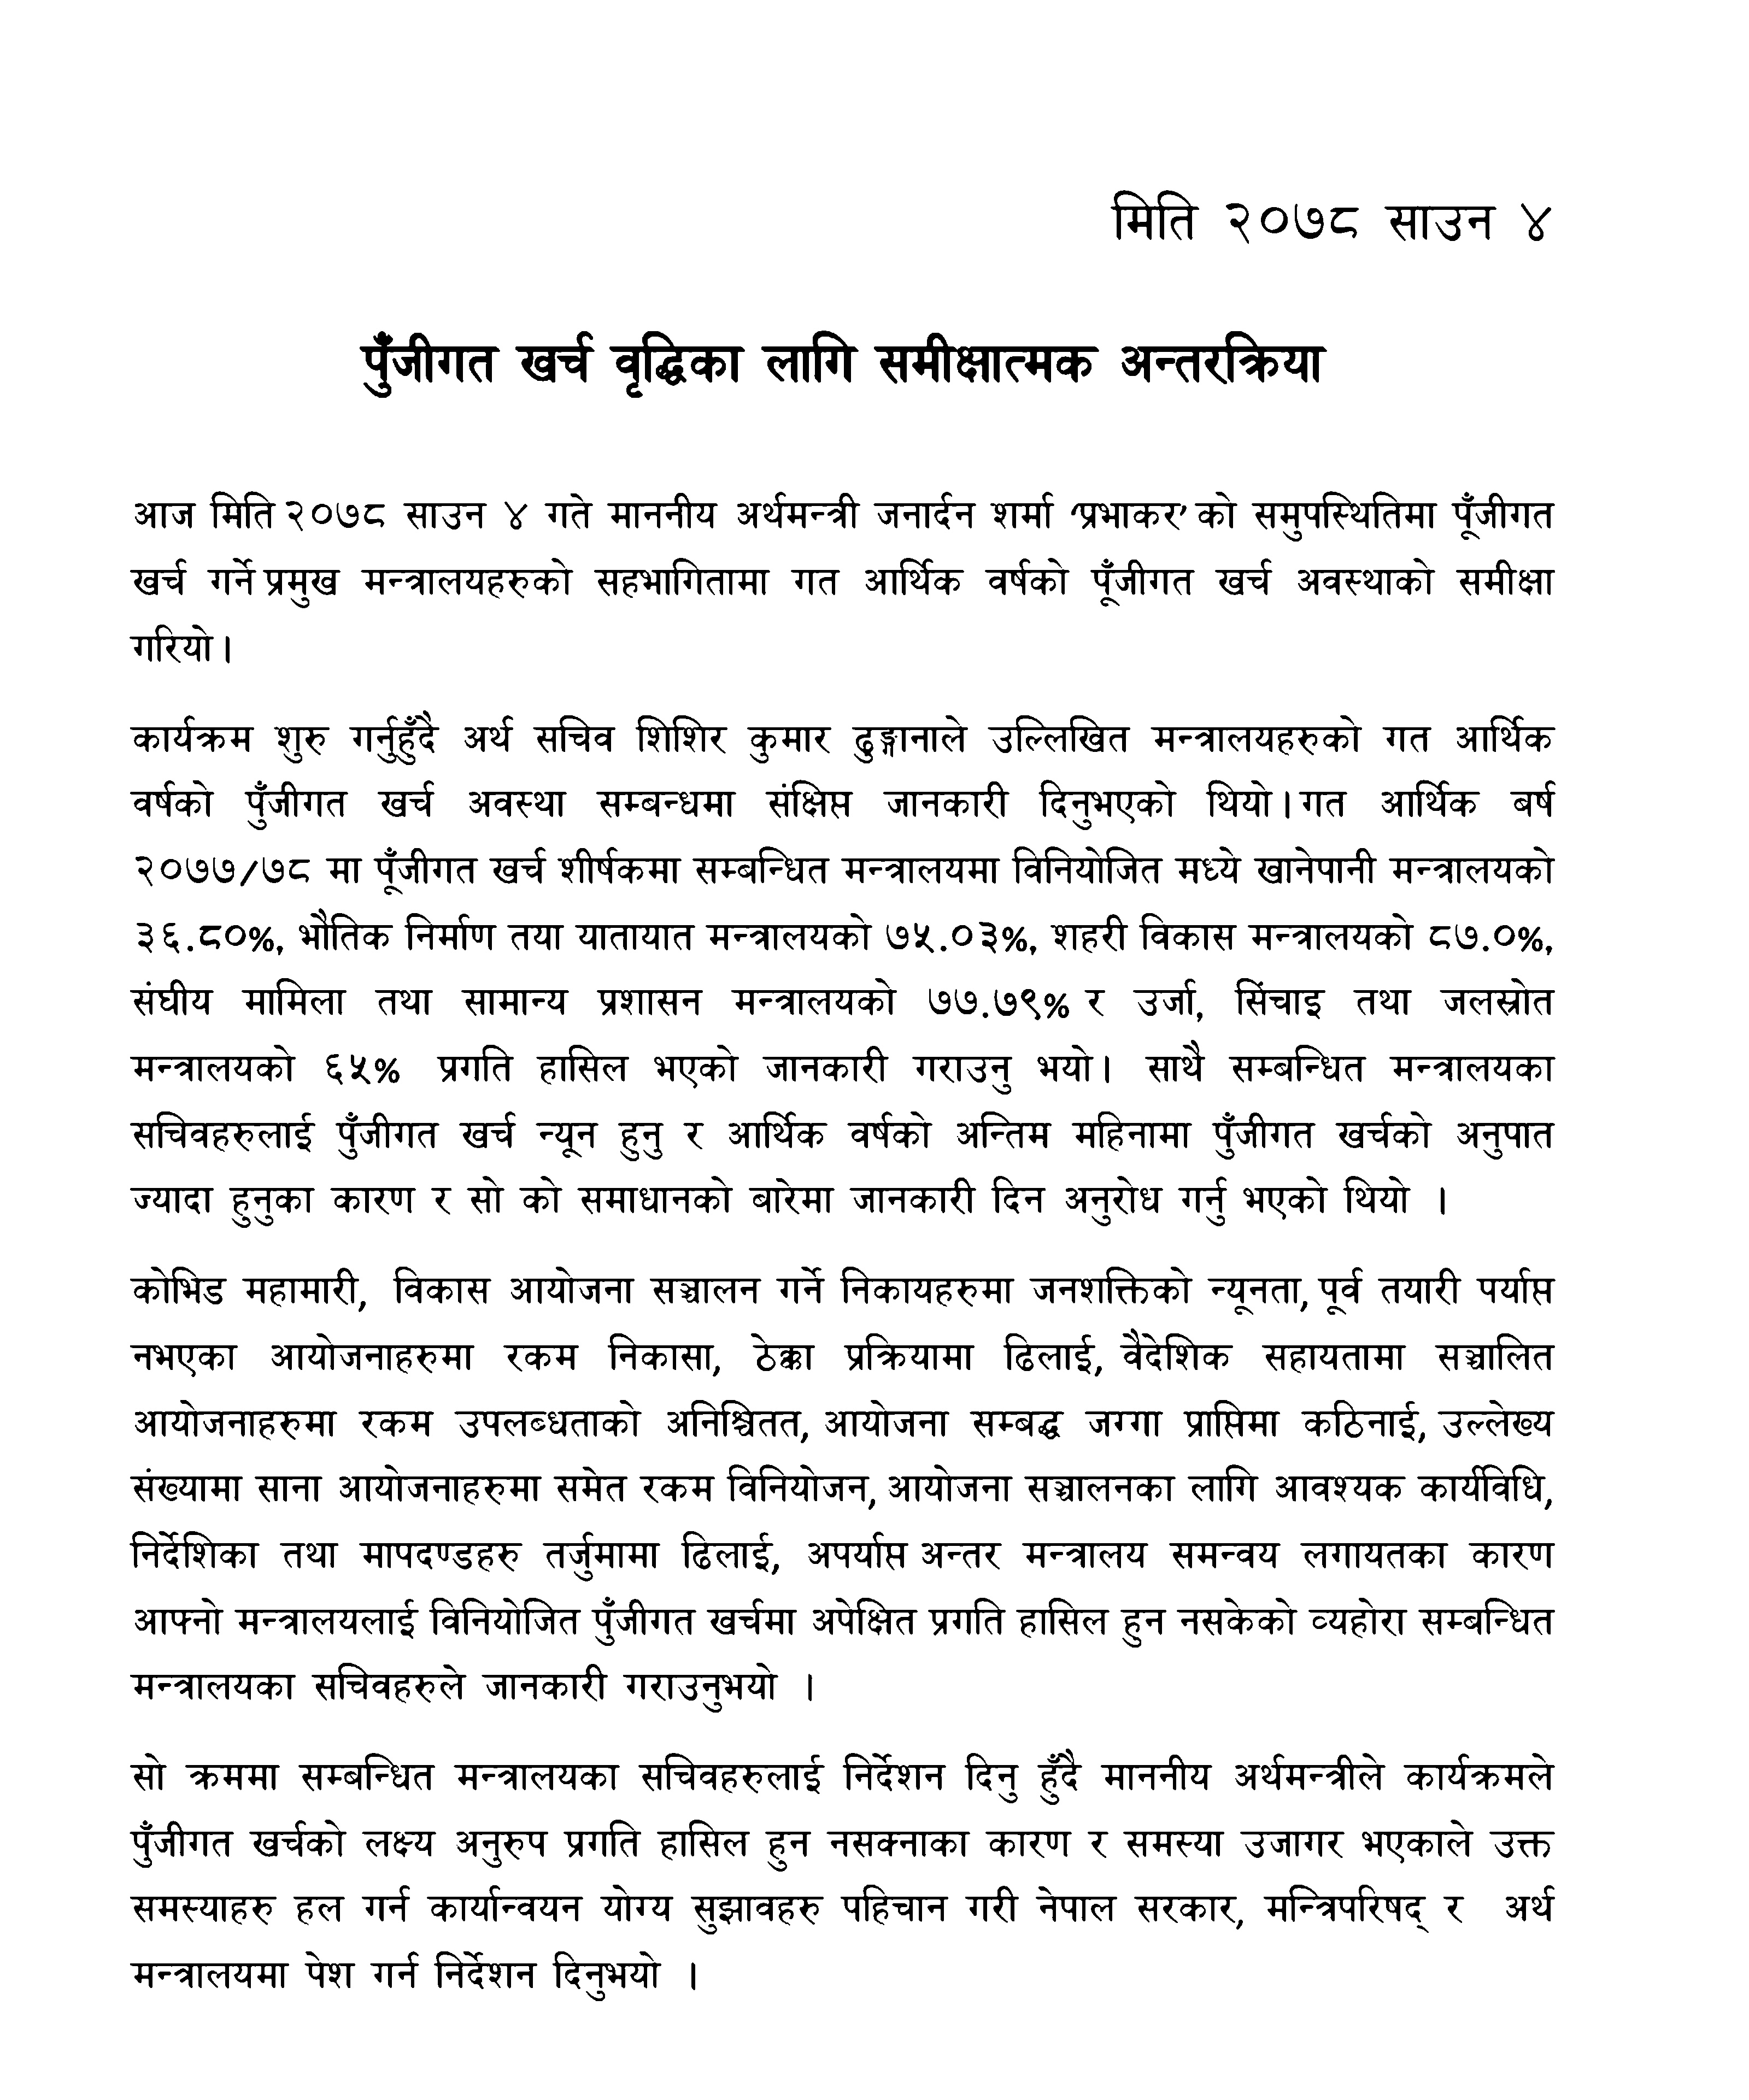 मिति २०७८ साउन ४
पुँजीगत खर्च वृद्धिका लागि समीक्षात्मक अन्तरक्रिया
आज मिति २०७८ साउन ४ गते माननीय अर्थमन्त्री जनार्दन शर्मा ‘प्रभाकर’ को समुपस्थितिमा पूँजीगत
खर्च गर्ने प्रमुख मन्त्रालयहरुको सहभागितामा गत आर्थिक वर्षको पूँजीगत खर्च अवस्थाको समीक्षा
गरियो।
कार्यक्रम शुरु गर्नुहुँदै अर्थ सचिव शिशिर कुमार ढुङ्गानाले उल्लिखित मन्त्रालयहरुको गत आर्थिक
वर्षको पुँजीगत खर्च अवस्था सम्बन्धमा संक्षिप्त जानकारी दिनुभएको थियो। गत आर्थिक बर्ष
२०७७/७८ मा पूँजीगत खर्च शीर्षकमा सम्बन्धित मन्त्रालयमा विनियोजित मध्ये खानेपानी मन्त्रालयको
३६.८०%, भौतिक निर्माण तया यातायात मन्त्रालयको ७५.०३%, शहरी विकास मन्त्रालयको ८७.०%,
संघीय मामिला तथा सामान्य प्रशासन मन्त्रालयको ७७.७९% र उर्जा, सिंचाइ तथा जलस्रोत
मन्त्रालयको ६५% प्रगति हासिल भएको जानकारी गराउनु भयो। साथै सम्बन्धित मन्त्रालयका
सचिवहरुलाई पुँजीगत खर्च न्यून हुनु र आर्थिक वर्षको अन्तिम महिनामा पुँजीगत खर्चको अनुपात
ज्यादा हुनुका कारण र सो को समाधानको बारेमा जानकारी दिन अनुरोध गर्नु भएको थियो ।
कोभिड महामारी, विकास आयोजना सञ्चालन गर्ने निकायहरुमा जनशक्तिको न्यूनता, पूर्व तयारी पर्याप्त
नभएका आयोजनाहरुमा रकम निकासा, ठेक्का प्रक्रियामा ढिलाई, वैदेशिक सहायतामा सञ्चालित
आयोजनाहरुमा रकम उपलब्धताको अनिश्चितत, आयोजना सम्बद्ध जग्गा प्राप्तिमा कठिनाई, उल्लेख्य
संख्यामा साना आयोजनाहरुमा समेत रकम विनियोजन, आयोजना सञ्चालनका लागि आवश्यक कार्यविधि,
निर्देशिका तथा मापदण्डहरु तर्जुमामा ढिलाई, अपर्याप्त अन्तर मन्त्रालय समन्वय लगायतका कारण
आफ्नो मन्त्रालयलाई विनियोजित पुँजीगत खर्चमा अपेक्षित प्रगति हासिल हुन नसकेको व्यहोरा सम्बन्धित
मन्त्रालयका सचिवहरुले जानकारी गराउनुभयो ।
सो क्रममा सम्बन्धित मन्त्रालयका सचिवहरुलाई निर्देशन दिनु हुँदै माननीय अर्थमन्त्रीले कार्यक्रमले
पुँजीगत खर्चको लक्ष्य अनुरुप प्रगति हासिल हुन नसक्नाका कारण र समस्या उजागर भएकाले उक्त
समस्याहरु हल गर्न कार्यान्वयन योग्य सुझावहरु पहिचान गरी नेपाल सरकार, मन्त्रिपरिषद् र अर्थ
मन्त्रालयमा पेश गर्न निर्देशन दिनुभयो ।